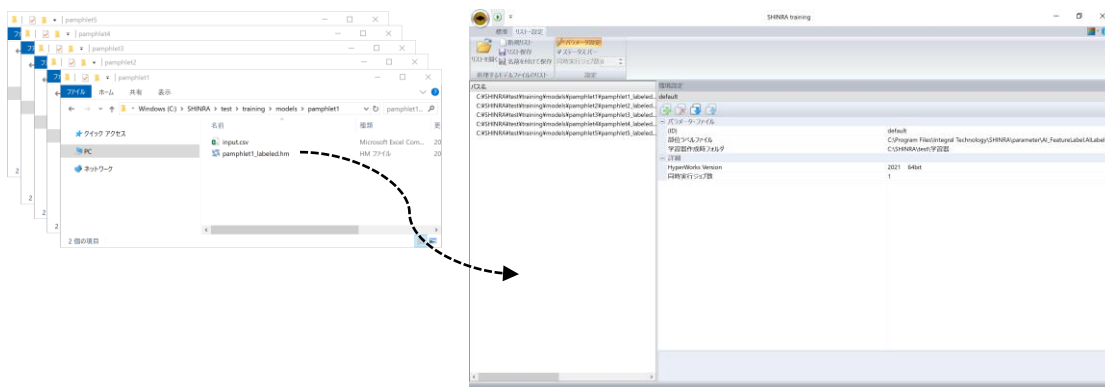 pamphlet5
pamphlet4
pamphlet3
pamphlet2
pamphlet1
ファイル ホーム 共有 表示
Windows (C:) > SHINRA > test > training > models > pamphlet1
pamphlet1...
クイック アクセス
PC
ネットワーク
名前 種類 更
input.csv Microsoft Excel Com... 20
pamphlet1_labeled.hm HM ファイル 20
2 個の項目
SHINRA training
標準 リスト・設定
リストを開く
新規リスト
リスト保存
名前を付けて保存
処理するモデルファイルのリスト
パラメータ設定
ステータスバー
同時実行ジョブ数:
設定
パス名
C:¥SHINRA¥test¥training¥models¥pamphlet1¥pamphlet1_labeled...
C:¥SHINRA¥test¥training¥models¥pamphlet2¥pamphlet2_labeled...
C:¥SHINRA¥test¥training¥models¥pamphlet3¥pamphlet3_labeled...
C:¥SHINRA¥test¥training¥models¥pamphlet4¥pamphlet4_labeled...
C:¥SHINRA¥test¥training¥models¥pamphlet5¥pamphlet5_labeled...
環境設定
default
パラメータ・ファイル
(ID) default
部位ラベルファイル C:\Program Files\Integral Technology\SHINRA\parameter\AI_FeatureLabel.AILabel
学習器作成時フォルダ C:\SHINRA\test\学習器
詳細
HyperWorks Version 2021 64bit
同時実行ジョブ数 1